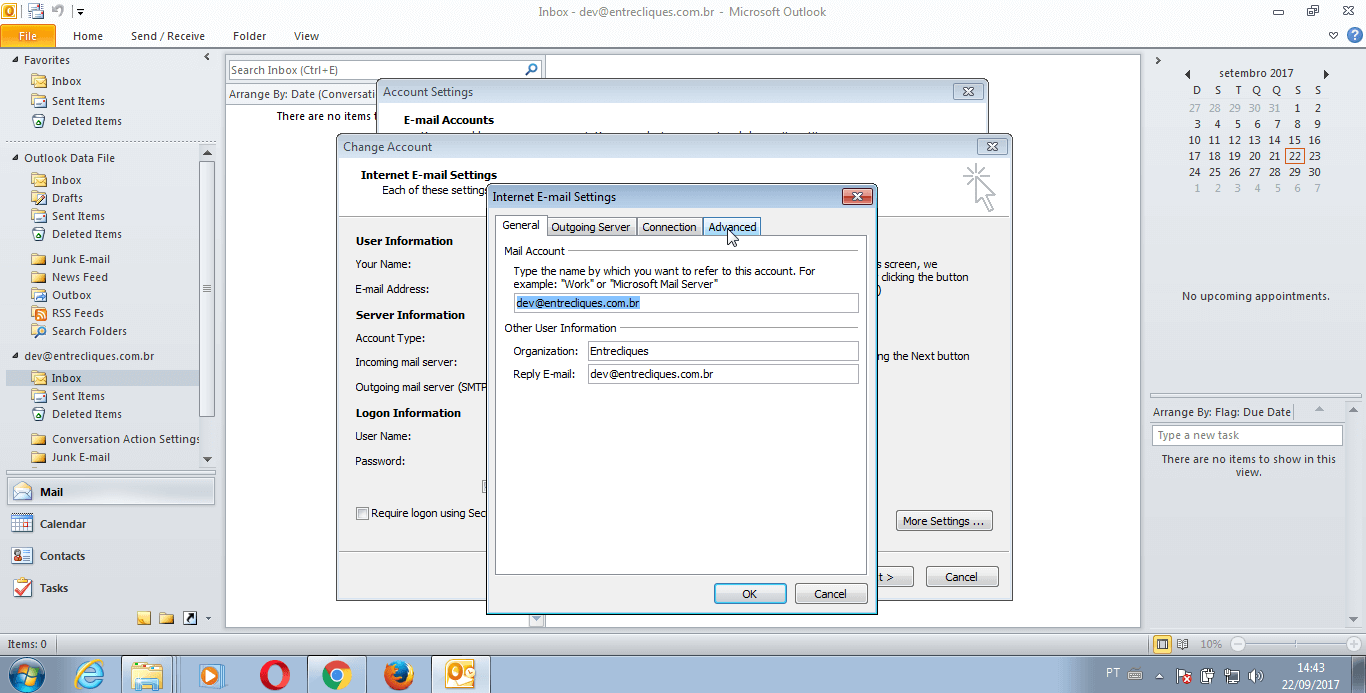 Inbox - dev@entrecliques.com.br - Microsoft Outlook
File Home Send / Receive Folder View
Favorites
Inbox
Sent Items
Deleted Items
Outlook Data File
Inbox
Drafts
Sent Items
Deleted Items
Junk E-mail
News Feed
Outbox
RSS Feeds
Search Folders
dev@entrecliques.com.br
Inbox
Sent Items
Deleted Items
Conversation Action Settings
Junk E-mail
Mail
Calendar
Contacts
Tasks
Search Inbox (Ctrl+E)
Arrange By: Date (Conversati
There are no items
Account Settings
E-mail Accounts
Change Account
Internet E-mail Settings
Each of these settings
User Information
Your Name:
E-mail Address:
Server Information
Account Type:
Incoming mail server:
Outgoing mail server (SMTP
Logon Information
User Name:
Password:
Require logon using Sec
s screen, we
clicking the button
ng the Next button
More Settings ...
t > Cancel
Internet E-mail Settings
General Outgoing Server Connection Advanced
Mail Account
Type the name by which you want to refer to this account. For
example: "Work" or "Microsoft Mail Server"
dev@entrecliques.com.br
Other User Information
Organization: Entrecliques
Reply E-mail: dev@entrecliques.com.br
OK Cancel
setembro 2017
D S T Q Q S S
27 28 29 30 31 1 2
3 4 5 6 7 8 9
10 11 12 13 14 15 16
17 18 19 20 21 22 23
24 25 26 27 28 29 30
1 2 3 4 5 6 7
No upcoming appointments.
Arrange By: Flag: Due Date
Type a new task
There are no items to show in this
view.
Items: 0 10%
PT 14:43
22/09/2017